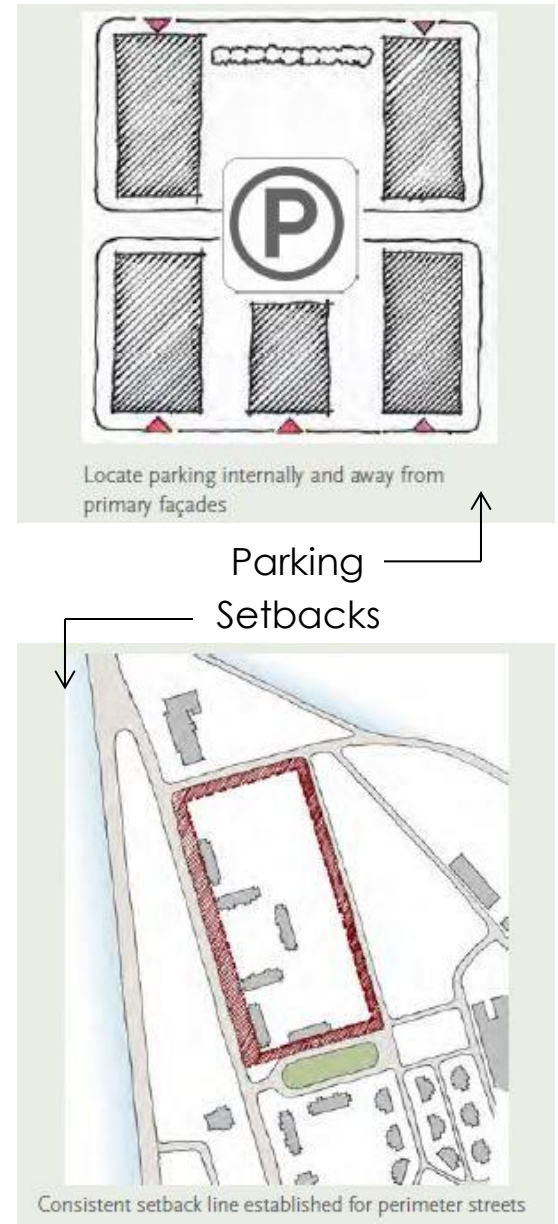 P
Locate parking internally and away from
primary façades
Parking
Setbacks
Consistent setback line established for perimeter streets